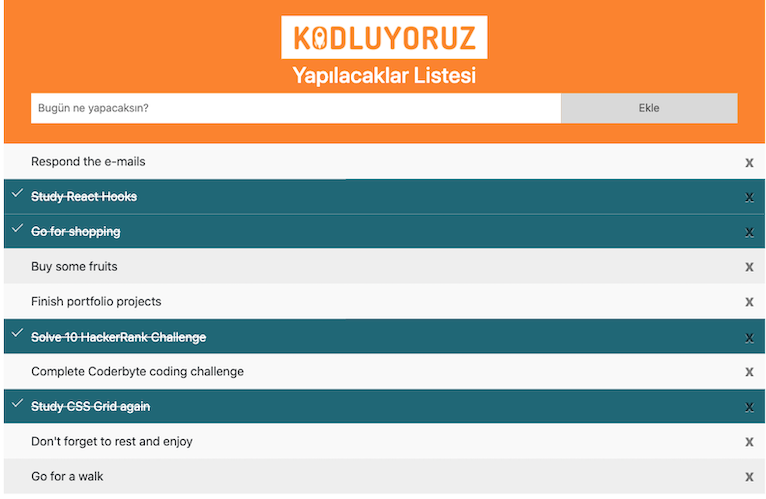 KODLUYORUZ
Yapılacaklar Listesi
Bugün ne yapacaksın?
Ekle
Respond the e-mails x
Study React Hooks x
Go for shopping x
Buy some fruits x
Finish portfolio projects x
Solve 10 HackerRank Challenge x
Complete Coderbyte coding challenge x
Study CSS Grid again x
Don't forget to rest and enjoy x
Go for a walk x